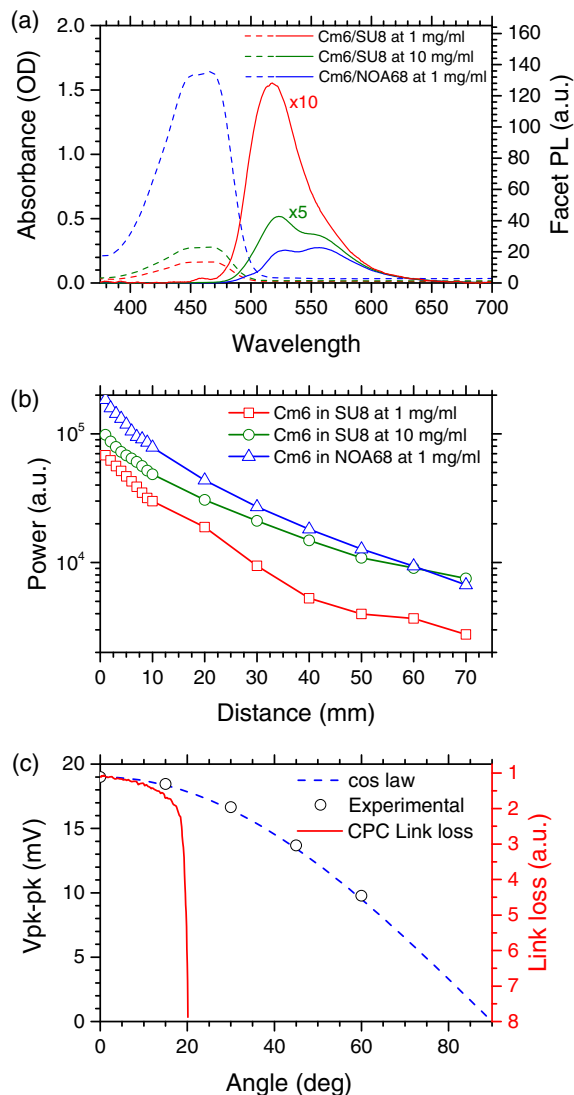 (a)
Cm6/SU8 at 1 mg/ml
Cm6/SU8 at 10 mg/ml
Cm6/NOA68 at 1 mg/ml
x10
x5
2.0
1.5
1.0
0.5
0.0
Absorbance (OD)
160
140
120
100
80
60
40
20
0
Facet PL (a.u.)
400 450 500 550 600 650 700
Wavelength
(b)
Cm6 in SU8 at 1 mg/ml
Cm6 in SU8 at 10 mg/ml
Cm6 in NOA68 at 1 mg/ml
10^5
10^4
Power (a.u.)
0 10 20 30 40 50 60 70
Distance (mm)
(c)
cos law
Experimental
CPC Link loss
20
15
10
5
0
Vpk-pk (mV)
1
2
3
4
5
6
7
8
Link loss (a.u.)
0 20 40 60 80
Angle (deg)